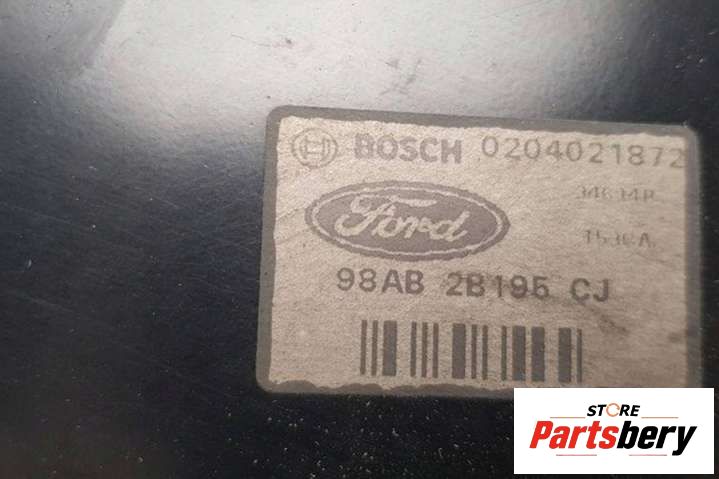 BOSCH 0204021872
Ford
98AB 2B195 CJ
STORE
Partsbery